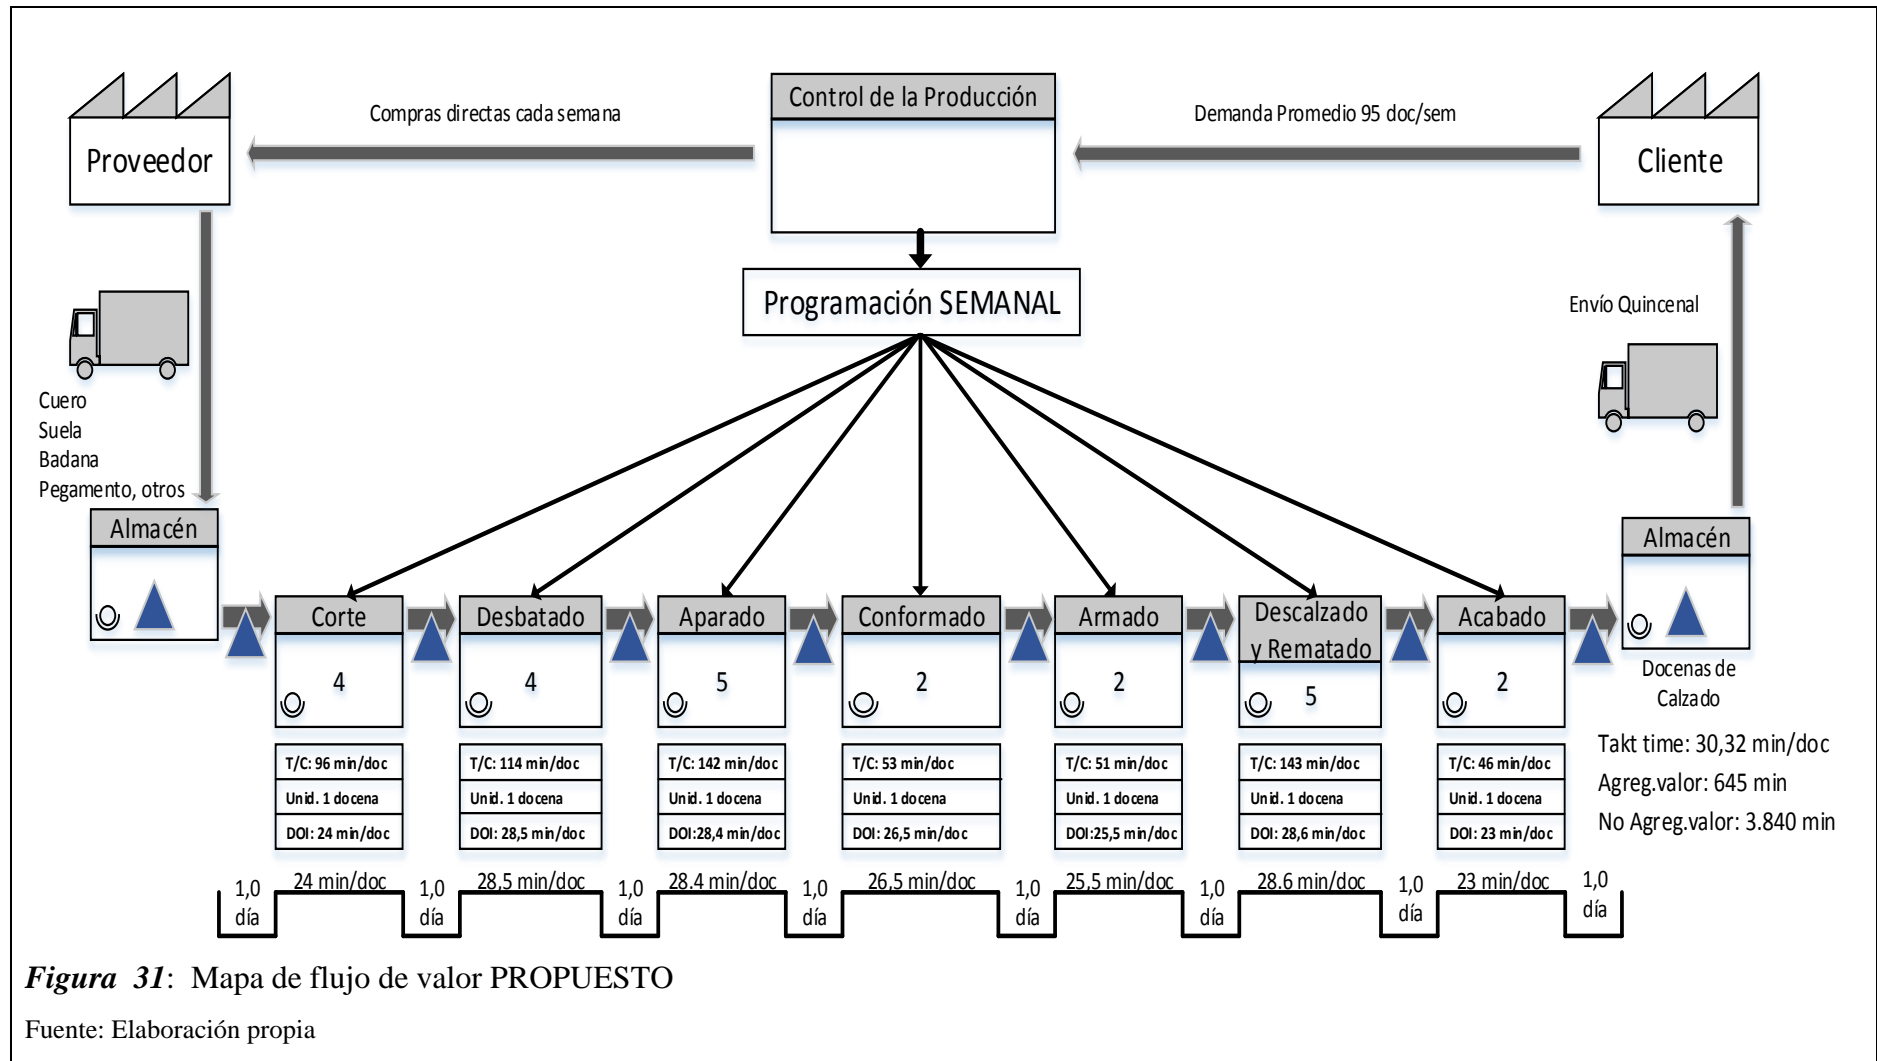 Control de la Producción
Compras directas cada semana
Demanda Promedio 95 doc/sem
Proveedor
Cliente
Programación SEMANAL
Envío Quincenal
Cuero
Suela
Badana
Pegamento, otros
Almacén
Almacén
Corte
Desbatado
Aparado
Conformado
Armado
Descalzado
y Rematado
Acabado
4
4
5
2
2
5
2
Docenas de
Calzado
T/C: 96 min/doc
Unid. 1 docena
DOI: 24 min/doc
T/C: 114 min/doc
Unid. 1 docena
DOI: 28,5 min/doc
T/C: 142 min/doc
Unid. 1 docena
DOI:28,4 min/doc
T/C: 53 min/doc
Unid. 1 docena
DOI: 26,5 min/doc
T/C: 51 min/doc
Unid. 1 docena
DOI:25,5 min/doc
T/C: 143 min/doc
Unid. 1 docena
DOI: 28,6 min/doc
T/C: 46 min/doc
Unid. 1 docena
DOI: 23 min/doc
Takt time: 30,32 min/doc
Agreg.valor: 645 min
No Agreg.valor: 3.840 min
1,0
día
24 min/doc
1,0
día
28,5 min/doc
1,0
día
28.4 min/doc
1,0
día
26,5 min/doc
1,0
día
25,5 min/doc
1,0
día
28.6 min/doc
1,0
día
23 min/doc
1,0
día
Figura 31: Mapa de flujo de valor PROPUESTO
Fuente: Elaboración propia